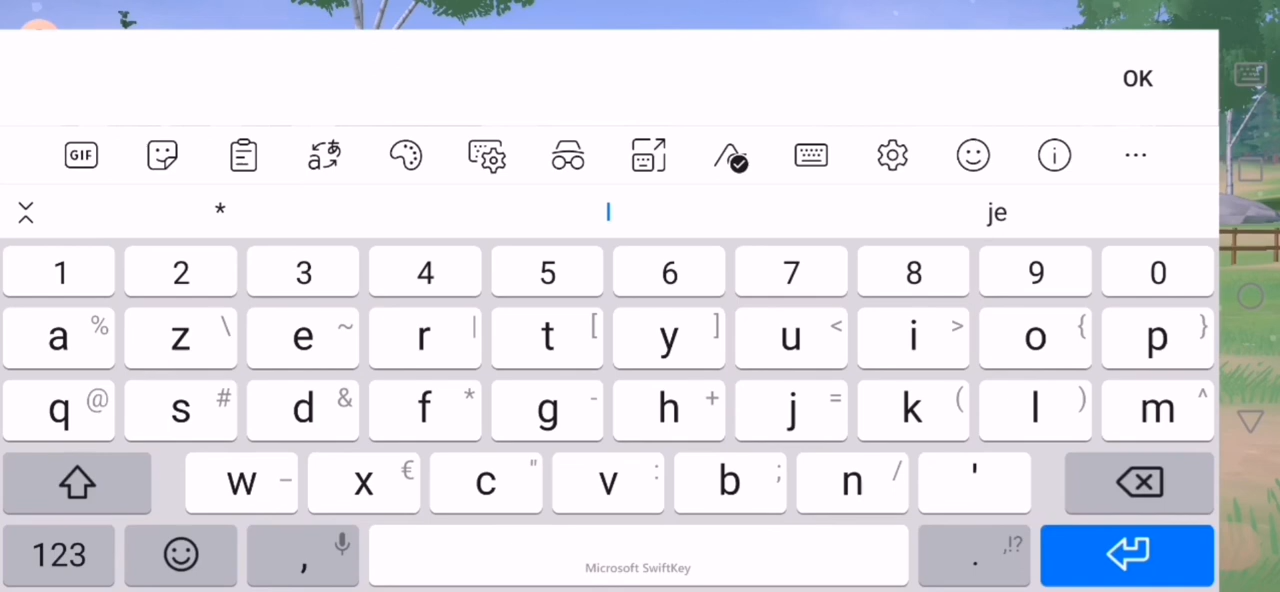 OK
GIF
* l je
1 2 3 4 5 6 7 8 9 0
a % z \ e ~ r | t [ y ] u < i > o { p }
q @ s # d & f * g - h + j = k ( l ) m ^
w _ x € c " v : b ; n / '
123 , Microsoft SwiftKey . ,!?